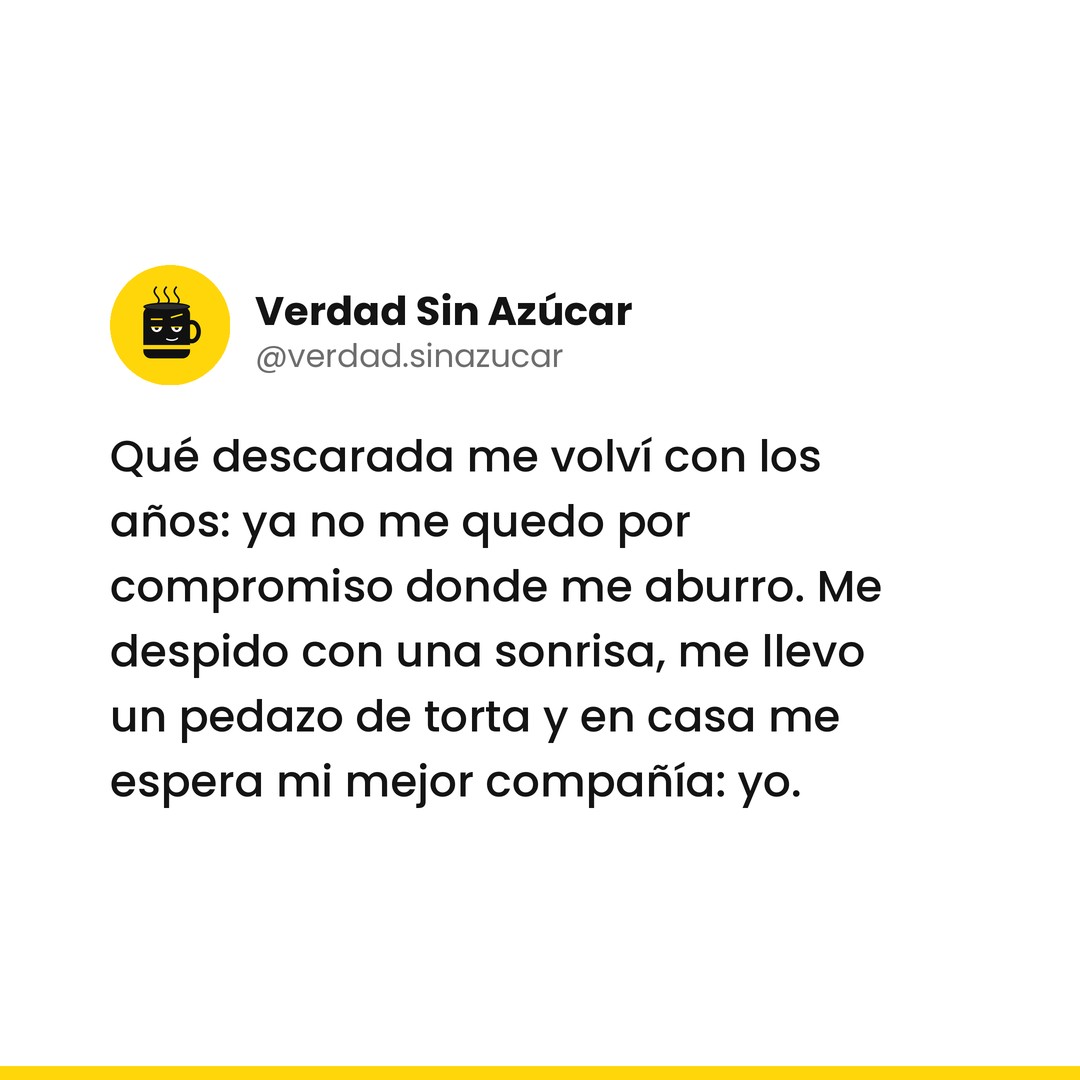 Verdad Sin Azúcar
@verdad.sinazucar
Qué descarada me volví con los
años: ya no me quedo por
compromiso donde me aburro. Me
despido con una sonrisa, me llevo
un pedazo de torta y en casa me
espera mi mejor compañía: yo.